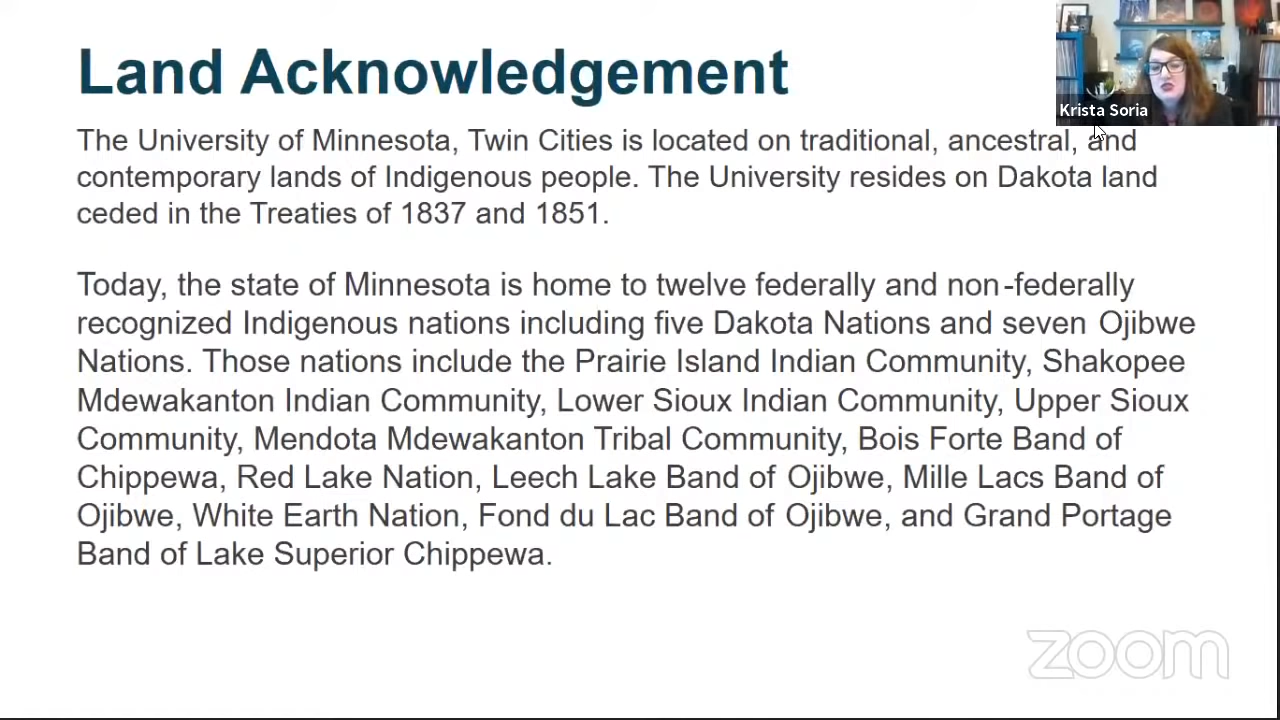 Land Acknowledgement
Krista Soria
The University of Minnesota, Twin Cities is located on traditional, ancestral, and
contemporary lands of Indigenous people. The University resides on Dakota land
ceded in the Treaties of 1837 and 1851.
Today, the state of Minnesota is home to twelve federally and non-federally
recognized Indigenous nations including five Dakota Nations and seven Ojibwe
Nations. Those nations include the Prairie Island Indian Community, Shakopee
Mdewakanton Indian Community, Lower Sioux Indian Community, Upper Sioux
Community, Mendota Mdewakanton Tribal Community, Bois Forte Band of
Chippewa, Red Lake Nation, Leech Lake Band of Ojibwe, Mille Lacs Band of
Ojibwe, White Earth Nation, Fond du Lac Band of Ojibwe, and Grand Portage
Band of Lake Superior Chippewa.
zoom